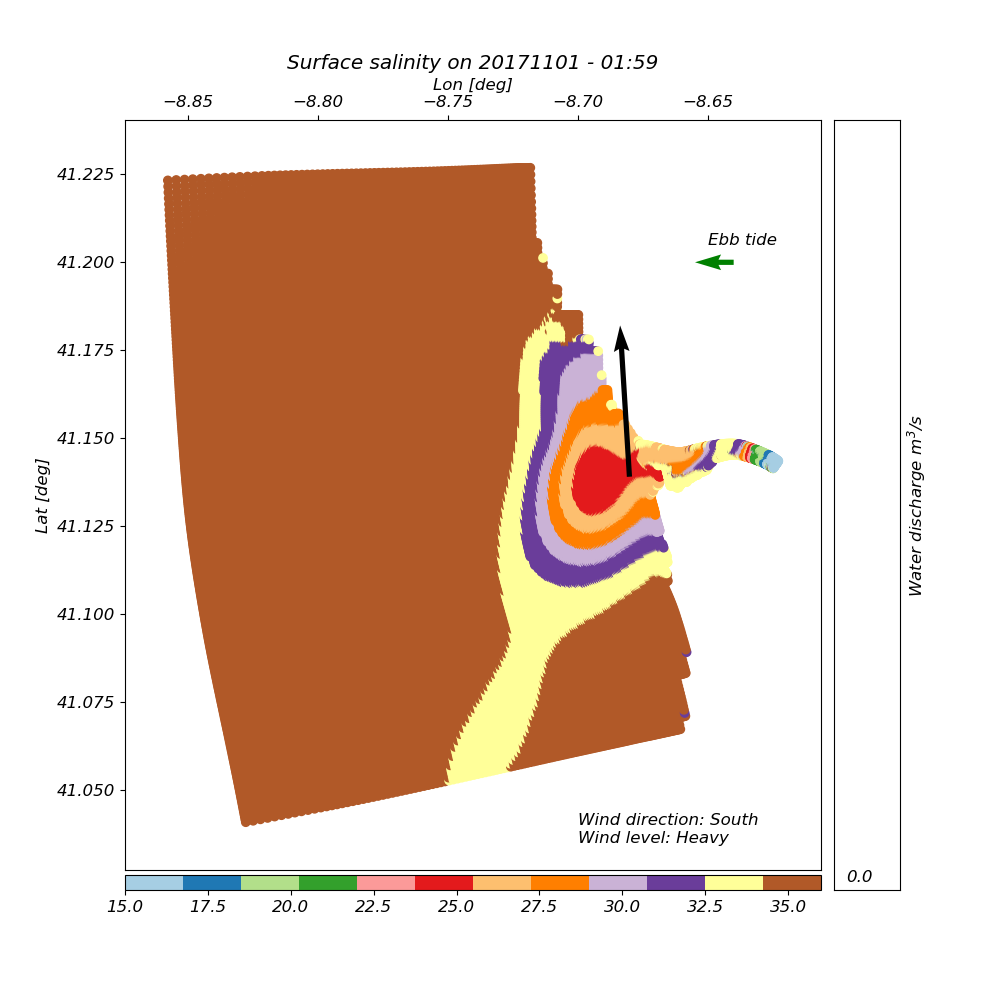 Surface salinity on 20171101 - 01:59
Lon [deg]
−8.85 −8.80 −8.75 −8.70 −8.65
41.225
41.200
41.175
41.150
41.125
41.100
41.075
41.050
Lat [deg]
Ebb tide
Wind direction: South
Wind level: Heavy
Water discharge m³/s
0.0
15.0 17.5 20.0 22.5 25.0 27.5 30.0 32.5 35.0